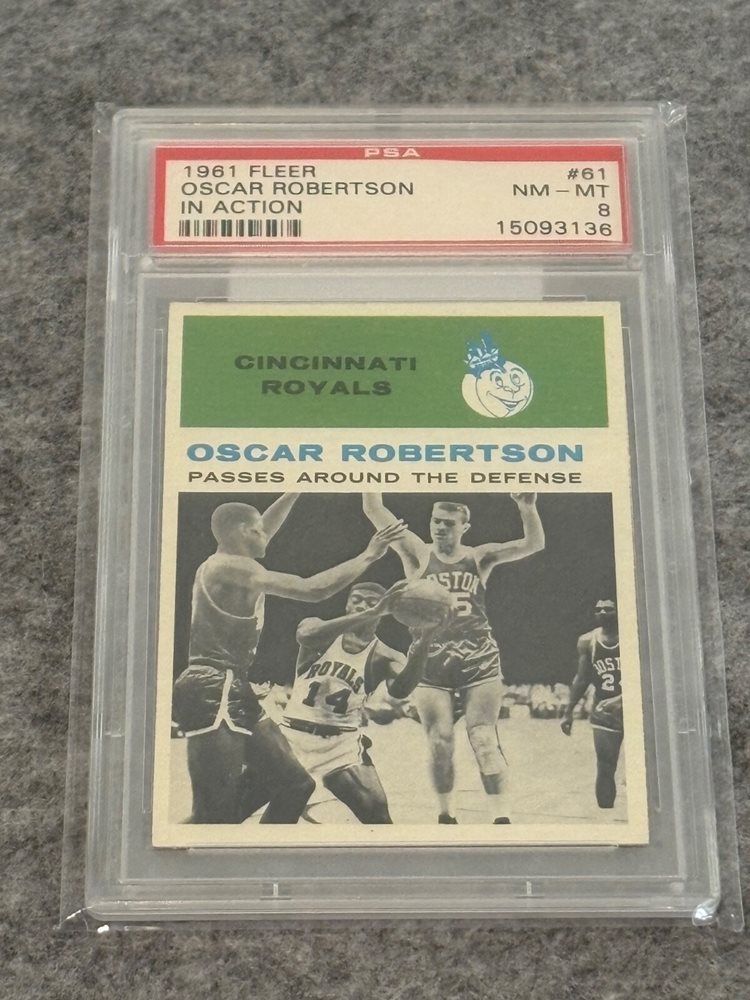 PSA
1961 FLEER #61
OSCAR ROBERTSON NM - MT
IN ACTION 8
15093136
CINCINNATI
ROYALS
OSCAR ROBERTSON
PASSES AROUND THE DEFENSE
ROYALS
14